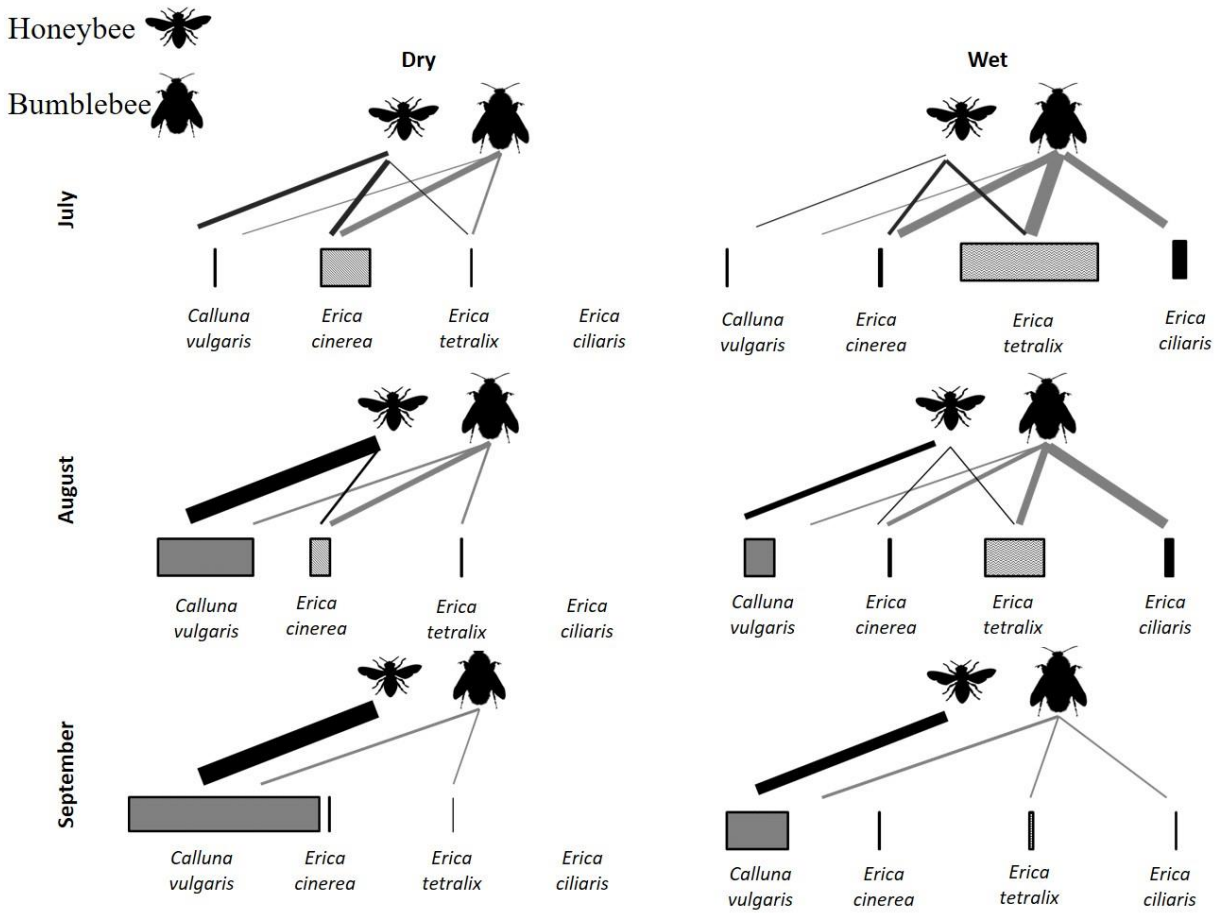 Honeybee
Bumblebee
Dry
Wet
July
Calluna vulgaris
Erica cinerea
Erica tetralix
Erica ciliaris
Calluna vulgaris
Erica cinerea
Erica tetralix
Erica ciliaris
August
Calluna vulgaris
Erica cinerea
Erica tetralix
Erica ciliaris
Calluna vulgaris
Erica cinerea
Erica tetralix
Erica ciliaris
September
Calluna vulgaris
Erica cinerea
Erica tetralix
Erica ciliaris
Calluna vulgaris
Erica cinerea
Erica tetralix
Erica ciliaris